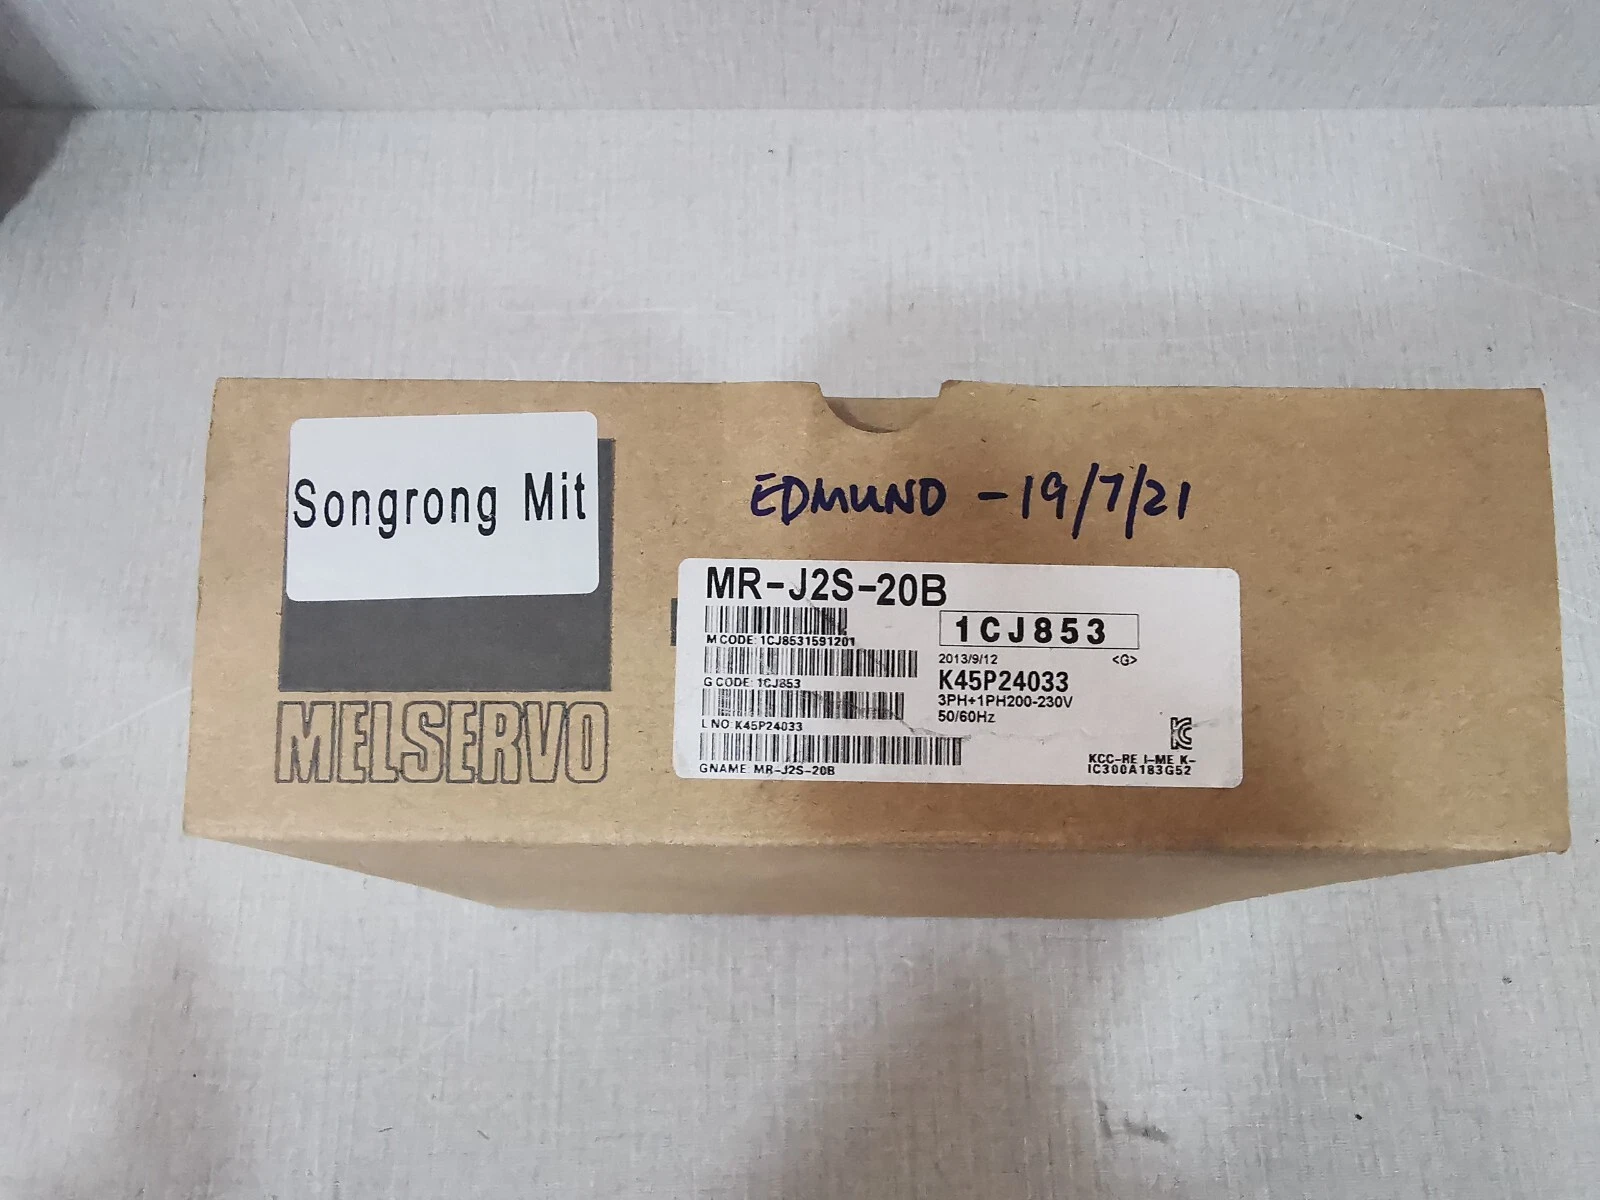 Songrong Mit
MELSERVO
EDMUND - 19/7/21
MR-J2S-20B
M CODE: 1CJ8531591201
G CODE: 1CJ853
L NO: K45P24033
GNAME: MR-J2S-20B
1CJ853
2013/9/12 <G>
K45P24033
3PH+1PH200-230V
50/60Hz
KCC-REI-MEK-
IC300A183G52